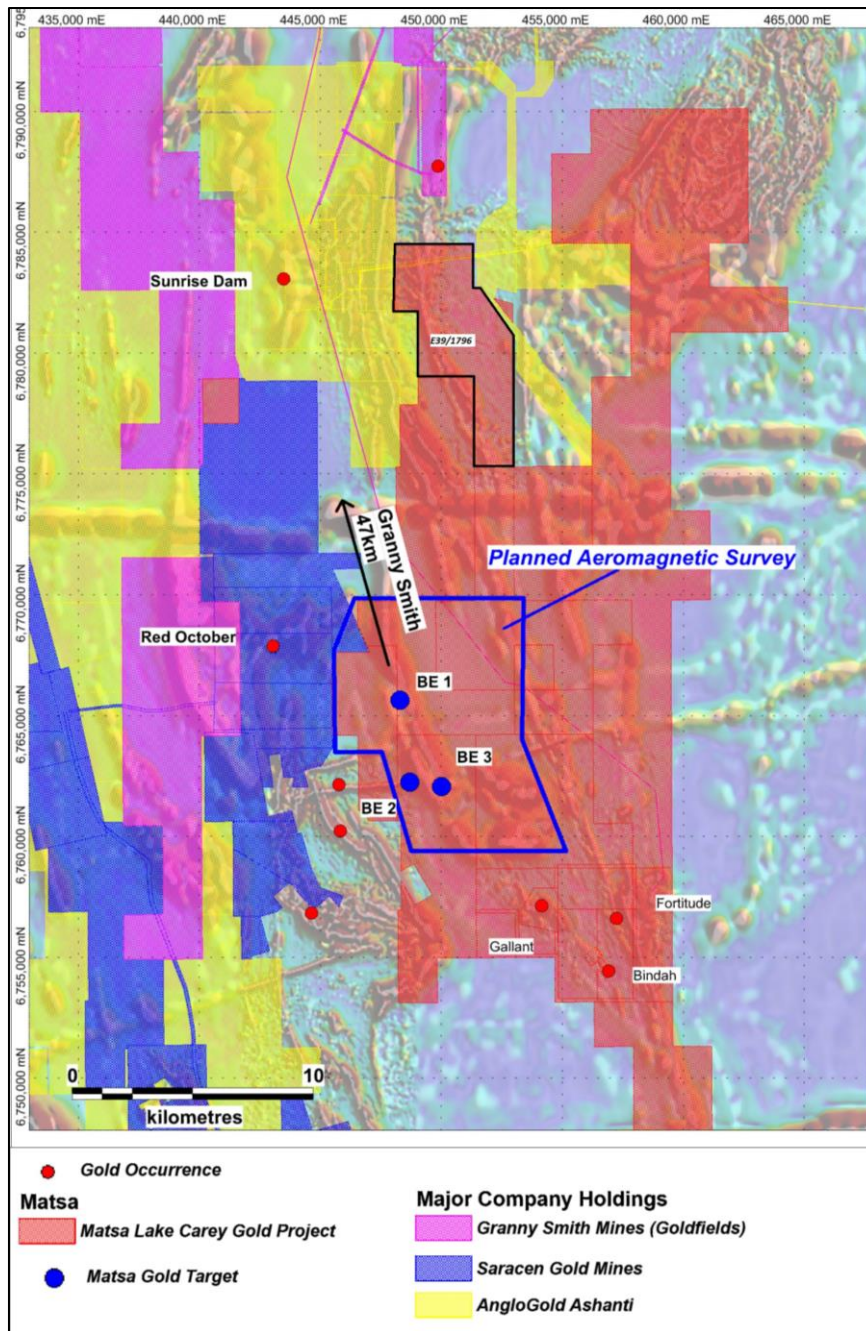 435,000 mE
440,000 mE
445,000 mE
450,000 mE
455,000 mE
460,000 mE
465,000 mE
6,795
6,790,000 mN
6,785,000 mN
6,780,000 mN
6,775,000 mN
6,770,000 mN
6,765,000 mN
6,760,000 mN
6,755,000 mN
6,750,000 mN
Sunrise Dam
E39/1796
Granny Smith
47km
Planned Aeromagnetic Survey
Red October
BE 1
BE 3
BE 2
Fortitude
Gallant
Bindah
0 10
kilometres
Gold Occurrence
Matsa
Matsa Lake Carey Gold Project
Matsa Gold Target
Major Company Holdings
Granny Smith Mines (Goldfields)
Saracen Gold Mines
AngloGold Ashanti